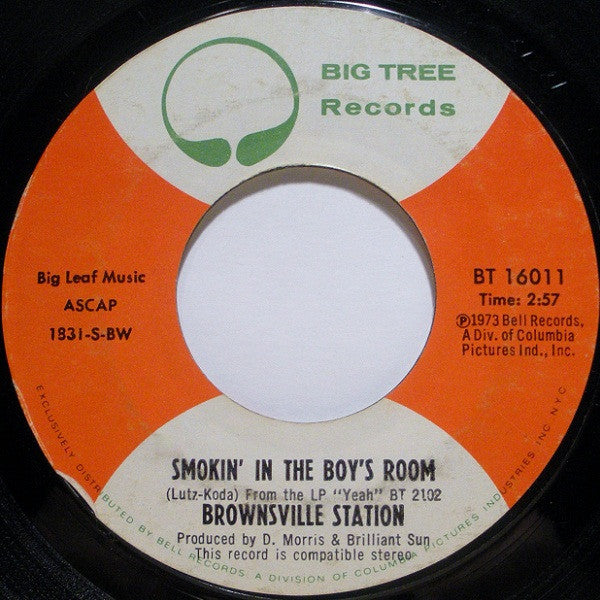 BIG TREE
Records
Big Leaf Music
ASCAP
1831-S-BW
BT 16011
Time: 2:57
Ⓟ1973 Bell Records,
A Div. of Columbia
Pictures Ind., Inc.
SMOKIN' IN THE BOY'S ROOM
(Lutz-Koda) From the LP "Yeah" BT 2102
BROWNSVILLE STATION
Produced by D. Morris & Brilliant Sun
This record is compatible stereo
EXCLUSIVELY DISTRIBUTED BY BELL RECORDS, A DIVISION OF COLUMBIA PICTURES INDUSTRIES INC. N.Y.C.